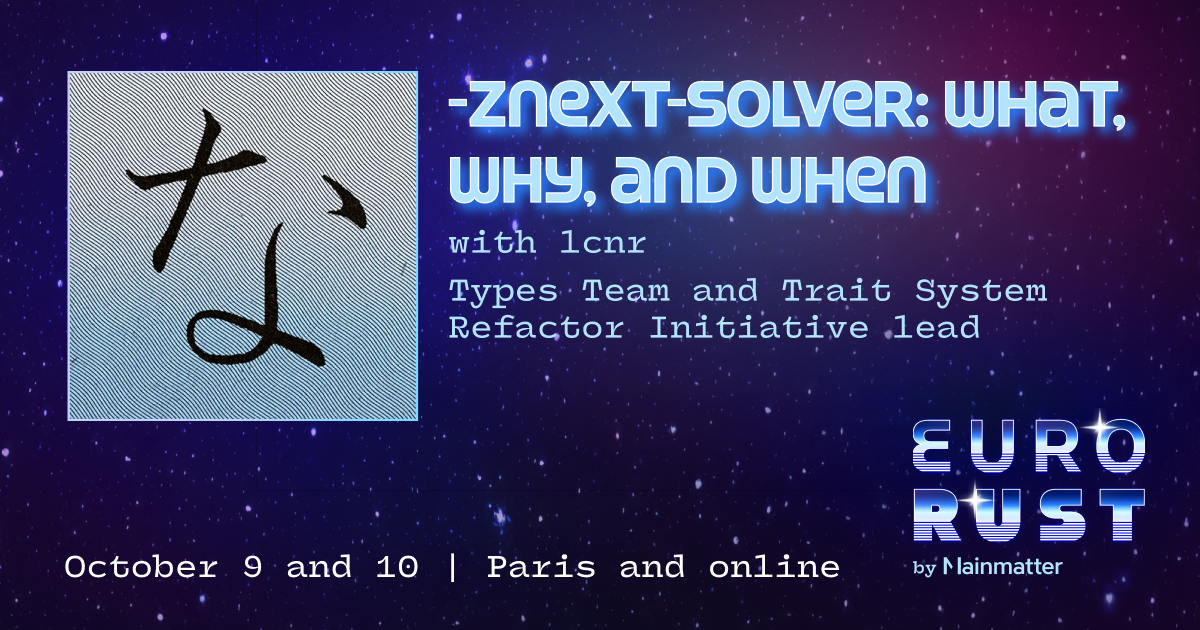 な
-Znext-solver: what,
why, and when
with lcnr
Types Team and Trait System
Refactor Initiative lead
EURO
RUST
by Mainmatter
October 9 and 10 | Paris and online